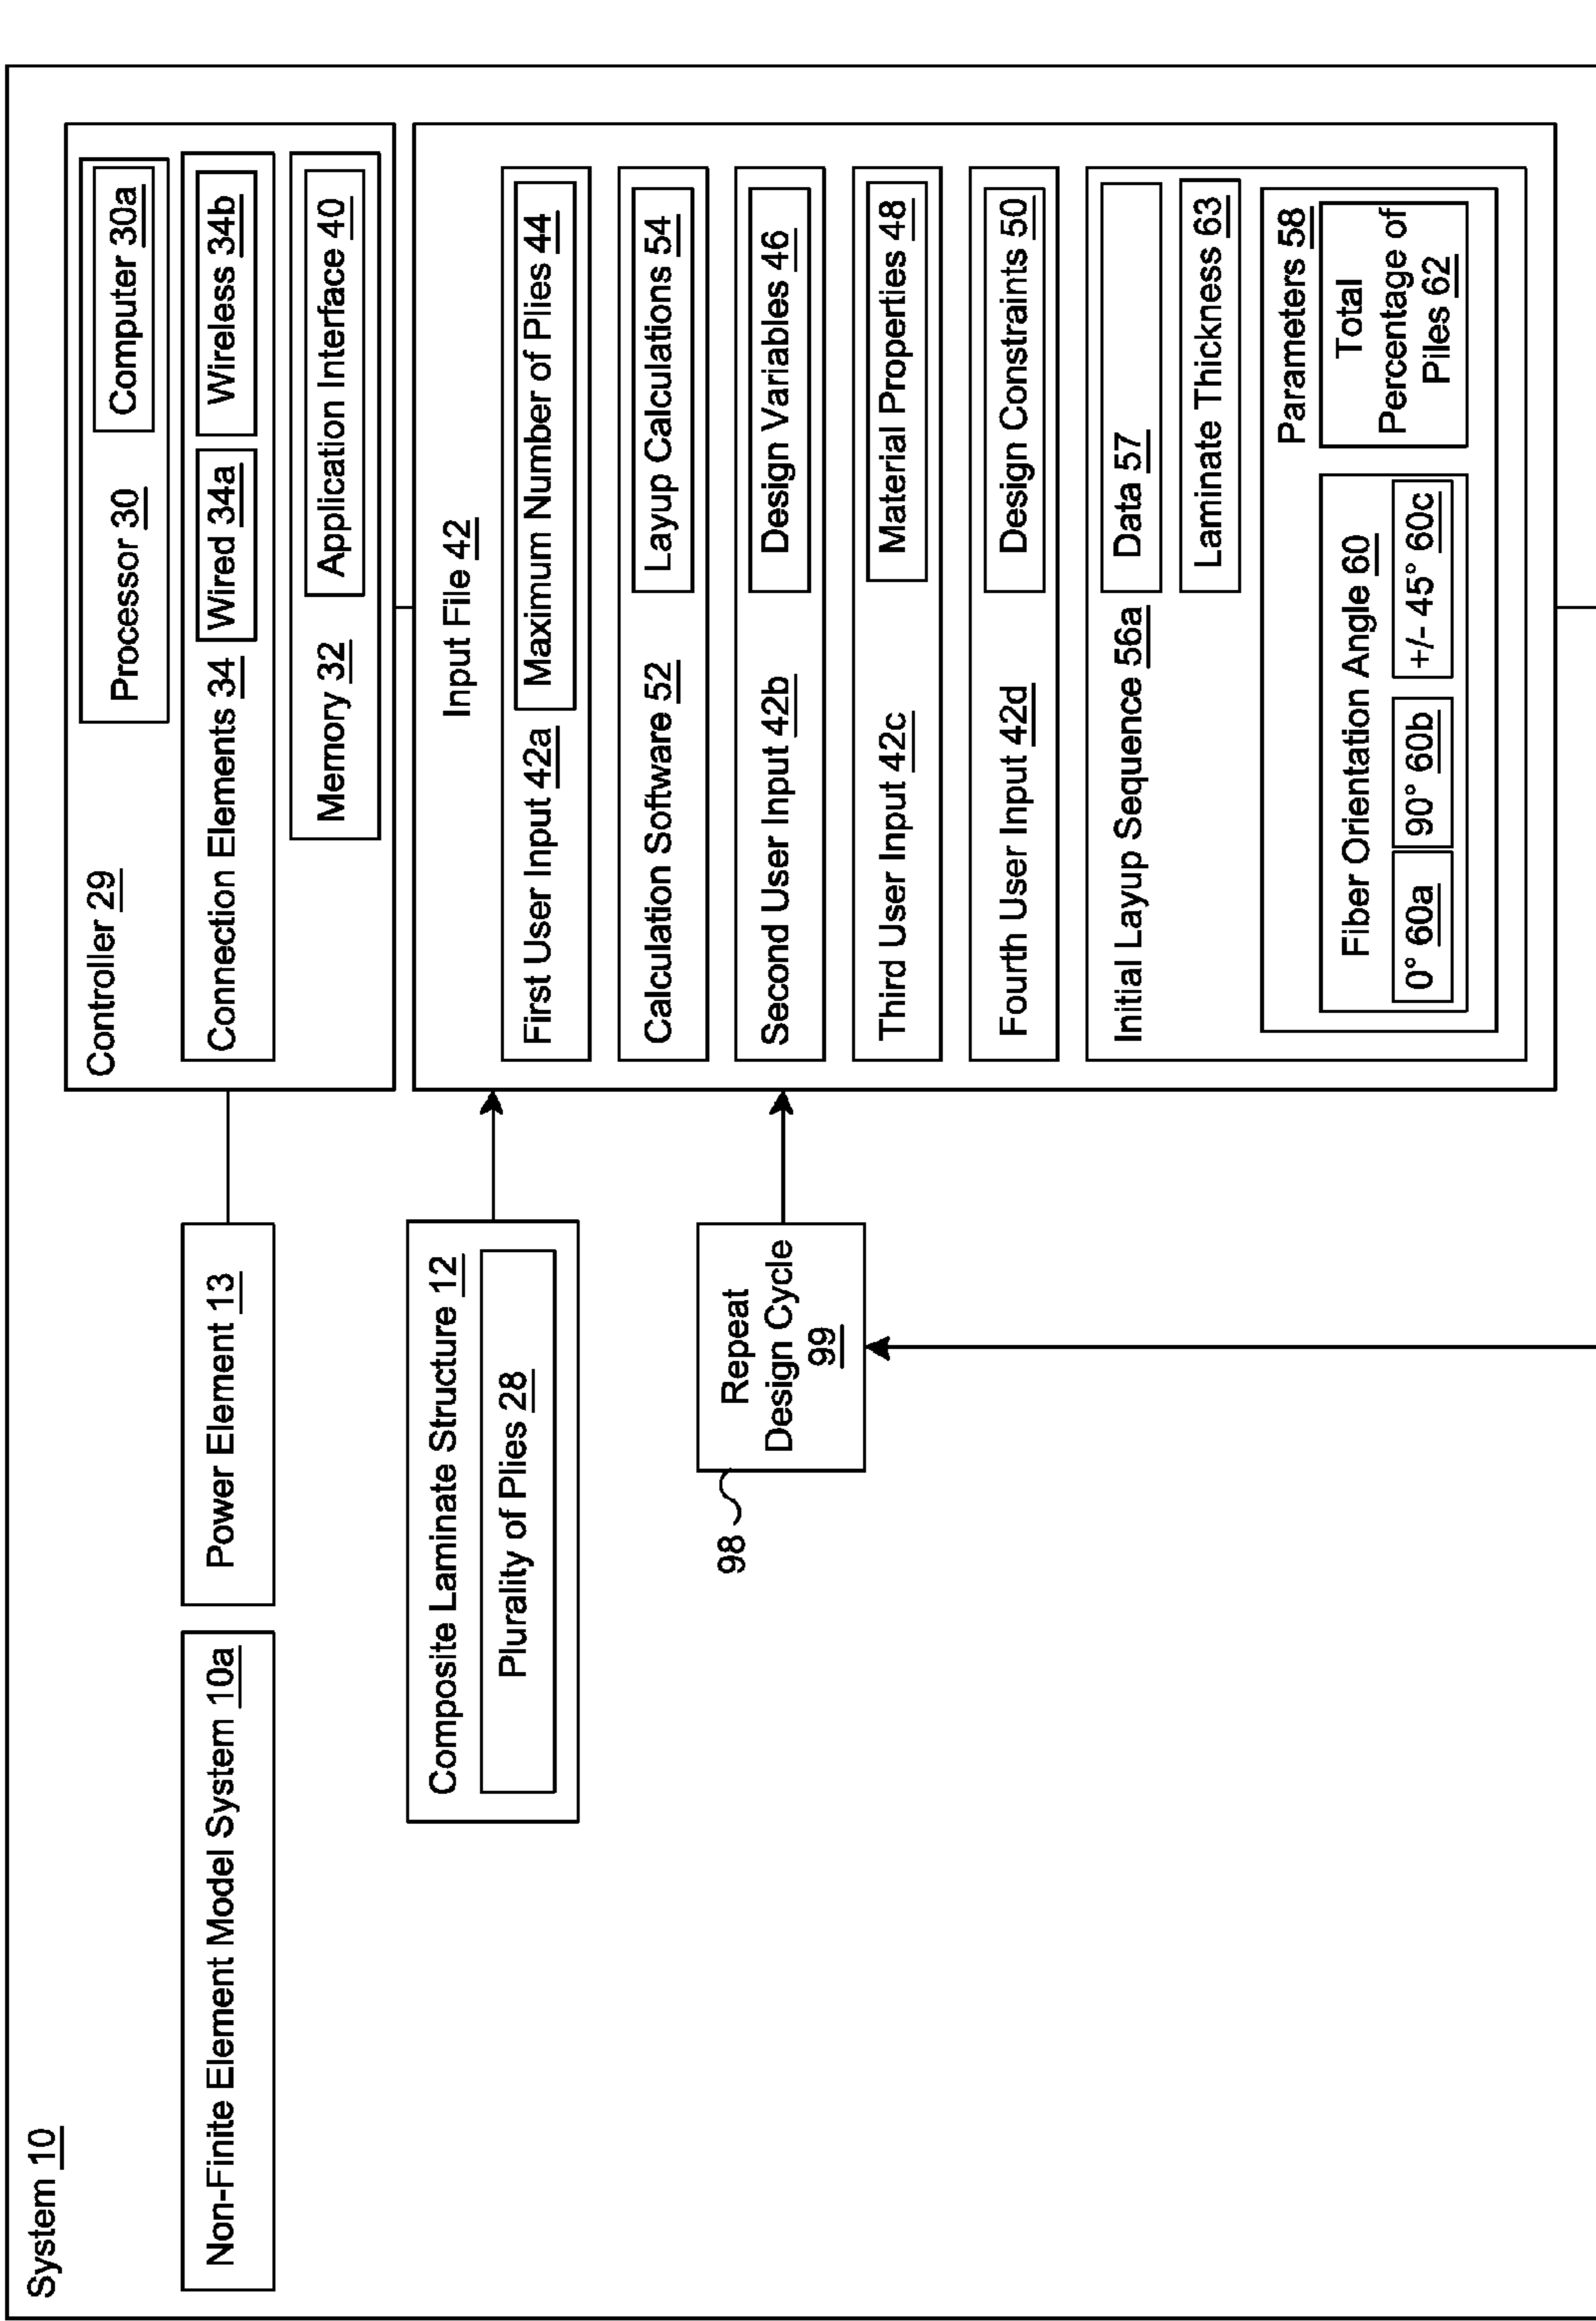 System 10
Non-Finite Element Model System 10a
Power Element 13
Controller 29
Processor 30
Computer 30a
Connection Elements 34
Wired 34a
Wireless 34b
Memory 32
Application Interface 40
Composite Laminate Structure 12
Plurality of Plies 28
Input File 42
First User Input 42a
Maximum Number of Plies 44
Calculation Software 52
Layup Calculations 54
Second User Input 42b
Design Variables 46
Third User Input 42c
Material Properties 48
Fourth User Input 42d
Design Constraints 50
Initial Layup Sequence 56a
Data 57
Laminate Thickness 63
Parameters 58
Fiber Orientation Angle 60
0° 60a
90° 60b
+/- 45° 60c
Total
Percentage of
Piles 62
98
Repeat
Design Cycle
99